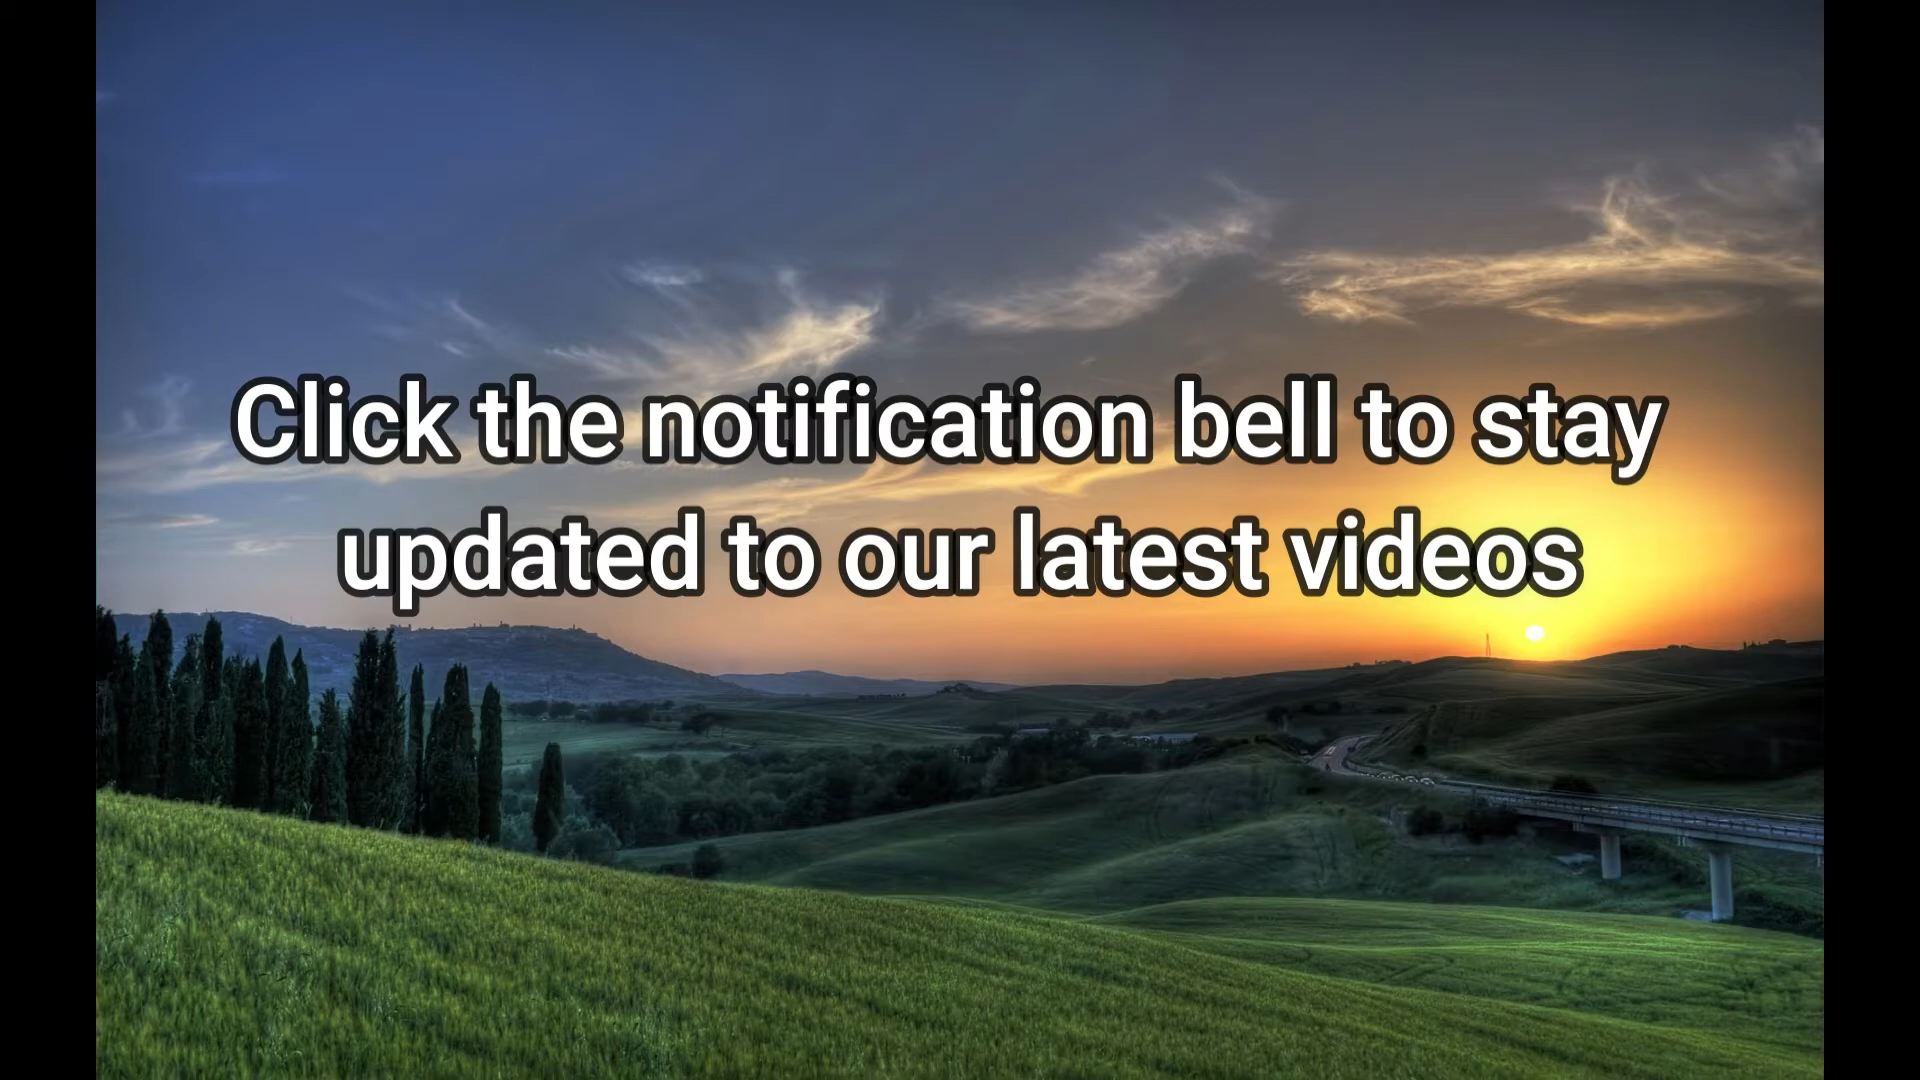 Click the notification bell to stay
updated to our latest videos